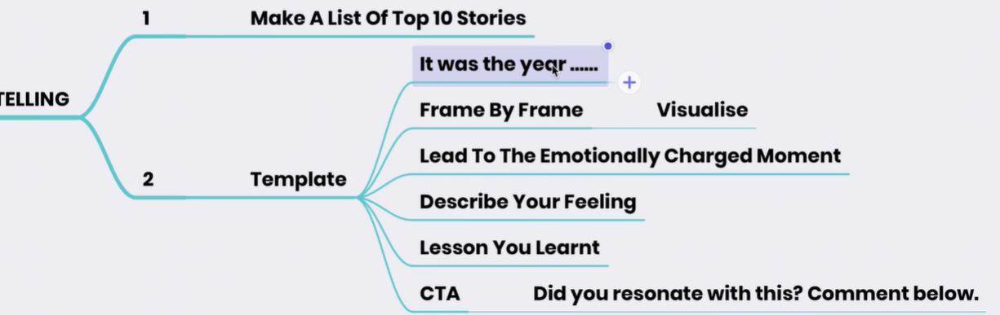 1 Make A List Of Top 10 Stories
It was the year ......
TELLING
Frame By Frame Visualise
Lead To The Emotionally Charged Moment
2 Template
Describe Your Feeling
Lesson You Learnt
CTA Did you resonate with this? Comment below.